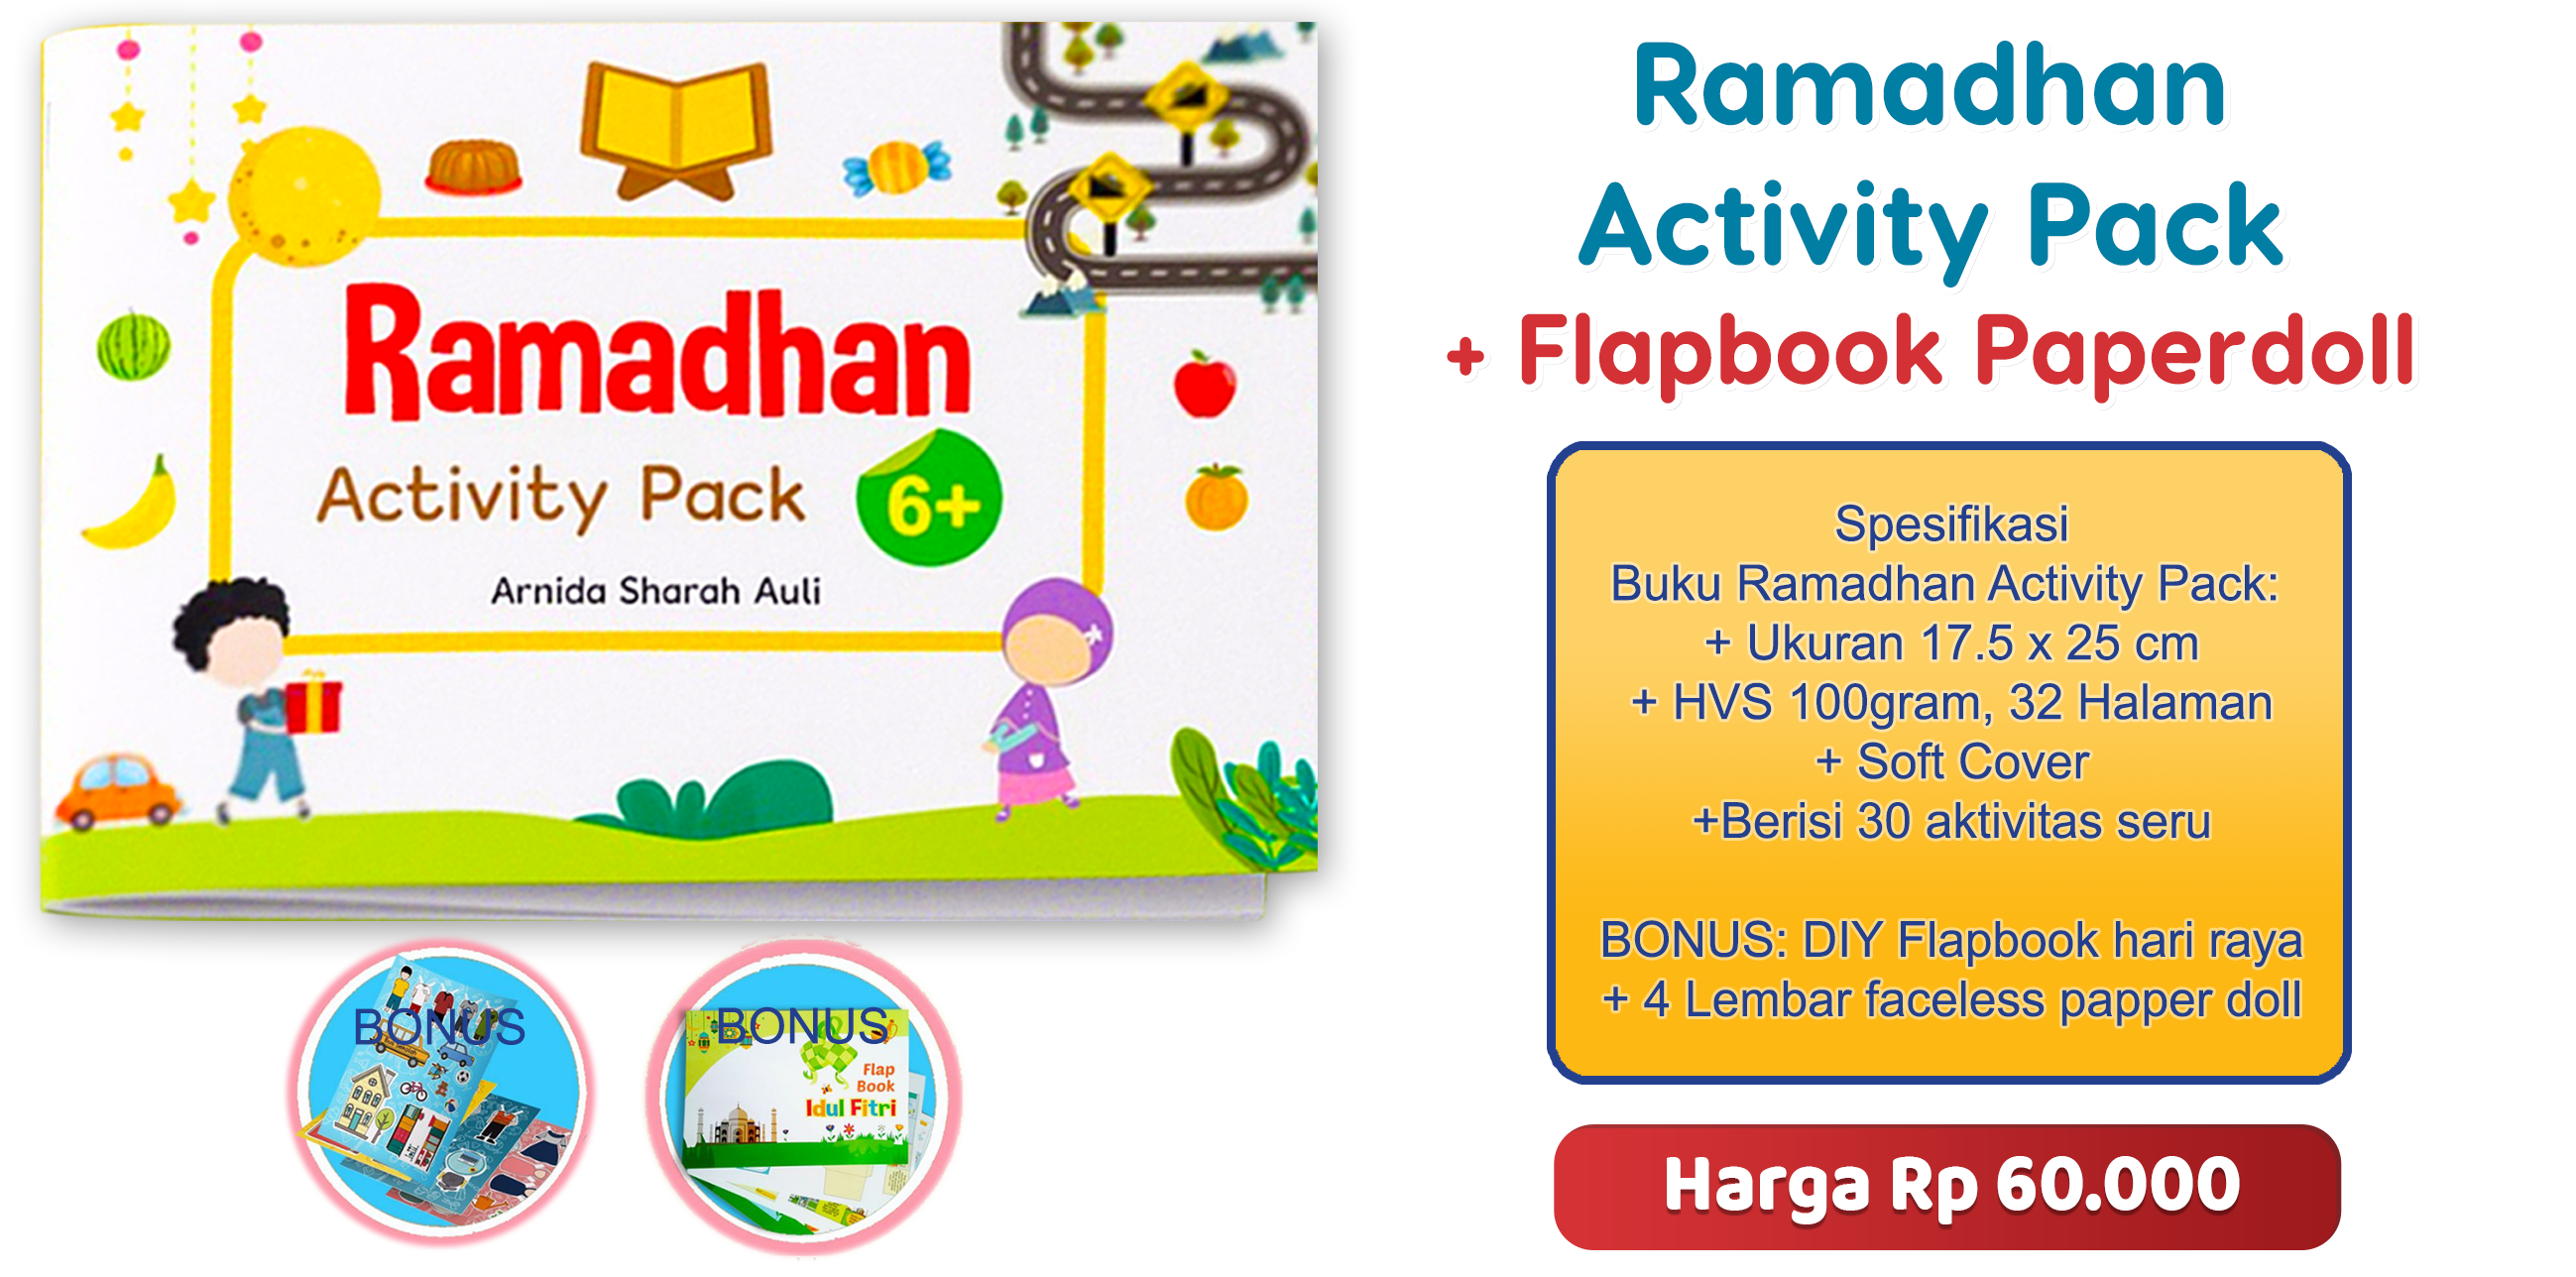 Ramadhan
Activity Pack
6+
Arnida Sharah Auli
BONUS
BONUS
Flap
Book
Idul Fitri
Ramadhan
Activity Pack
+ Flapbook Paperdoll
Spesifikasi
Buku Ramadhan Activity Pack:
+ Ukuran 17.5 x 25 cm
+ HVS 100gram, 32 Halaman
+ Soft Cover
+Berisi 30 aktivitas seru
BONUS: DIY Flapbook hari raya
+ 4 Lembar faceless papper doll
Harga Rp 60.000